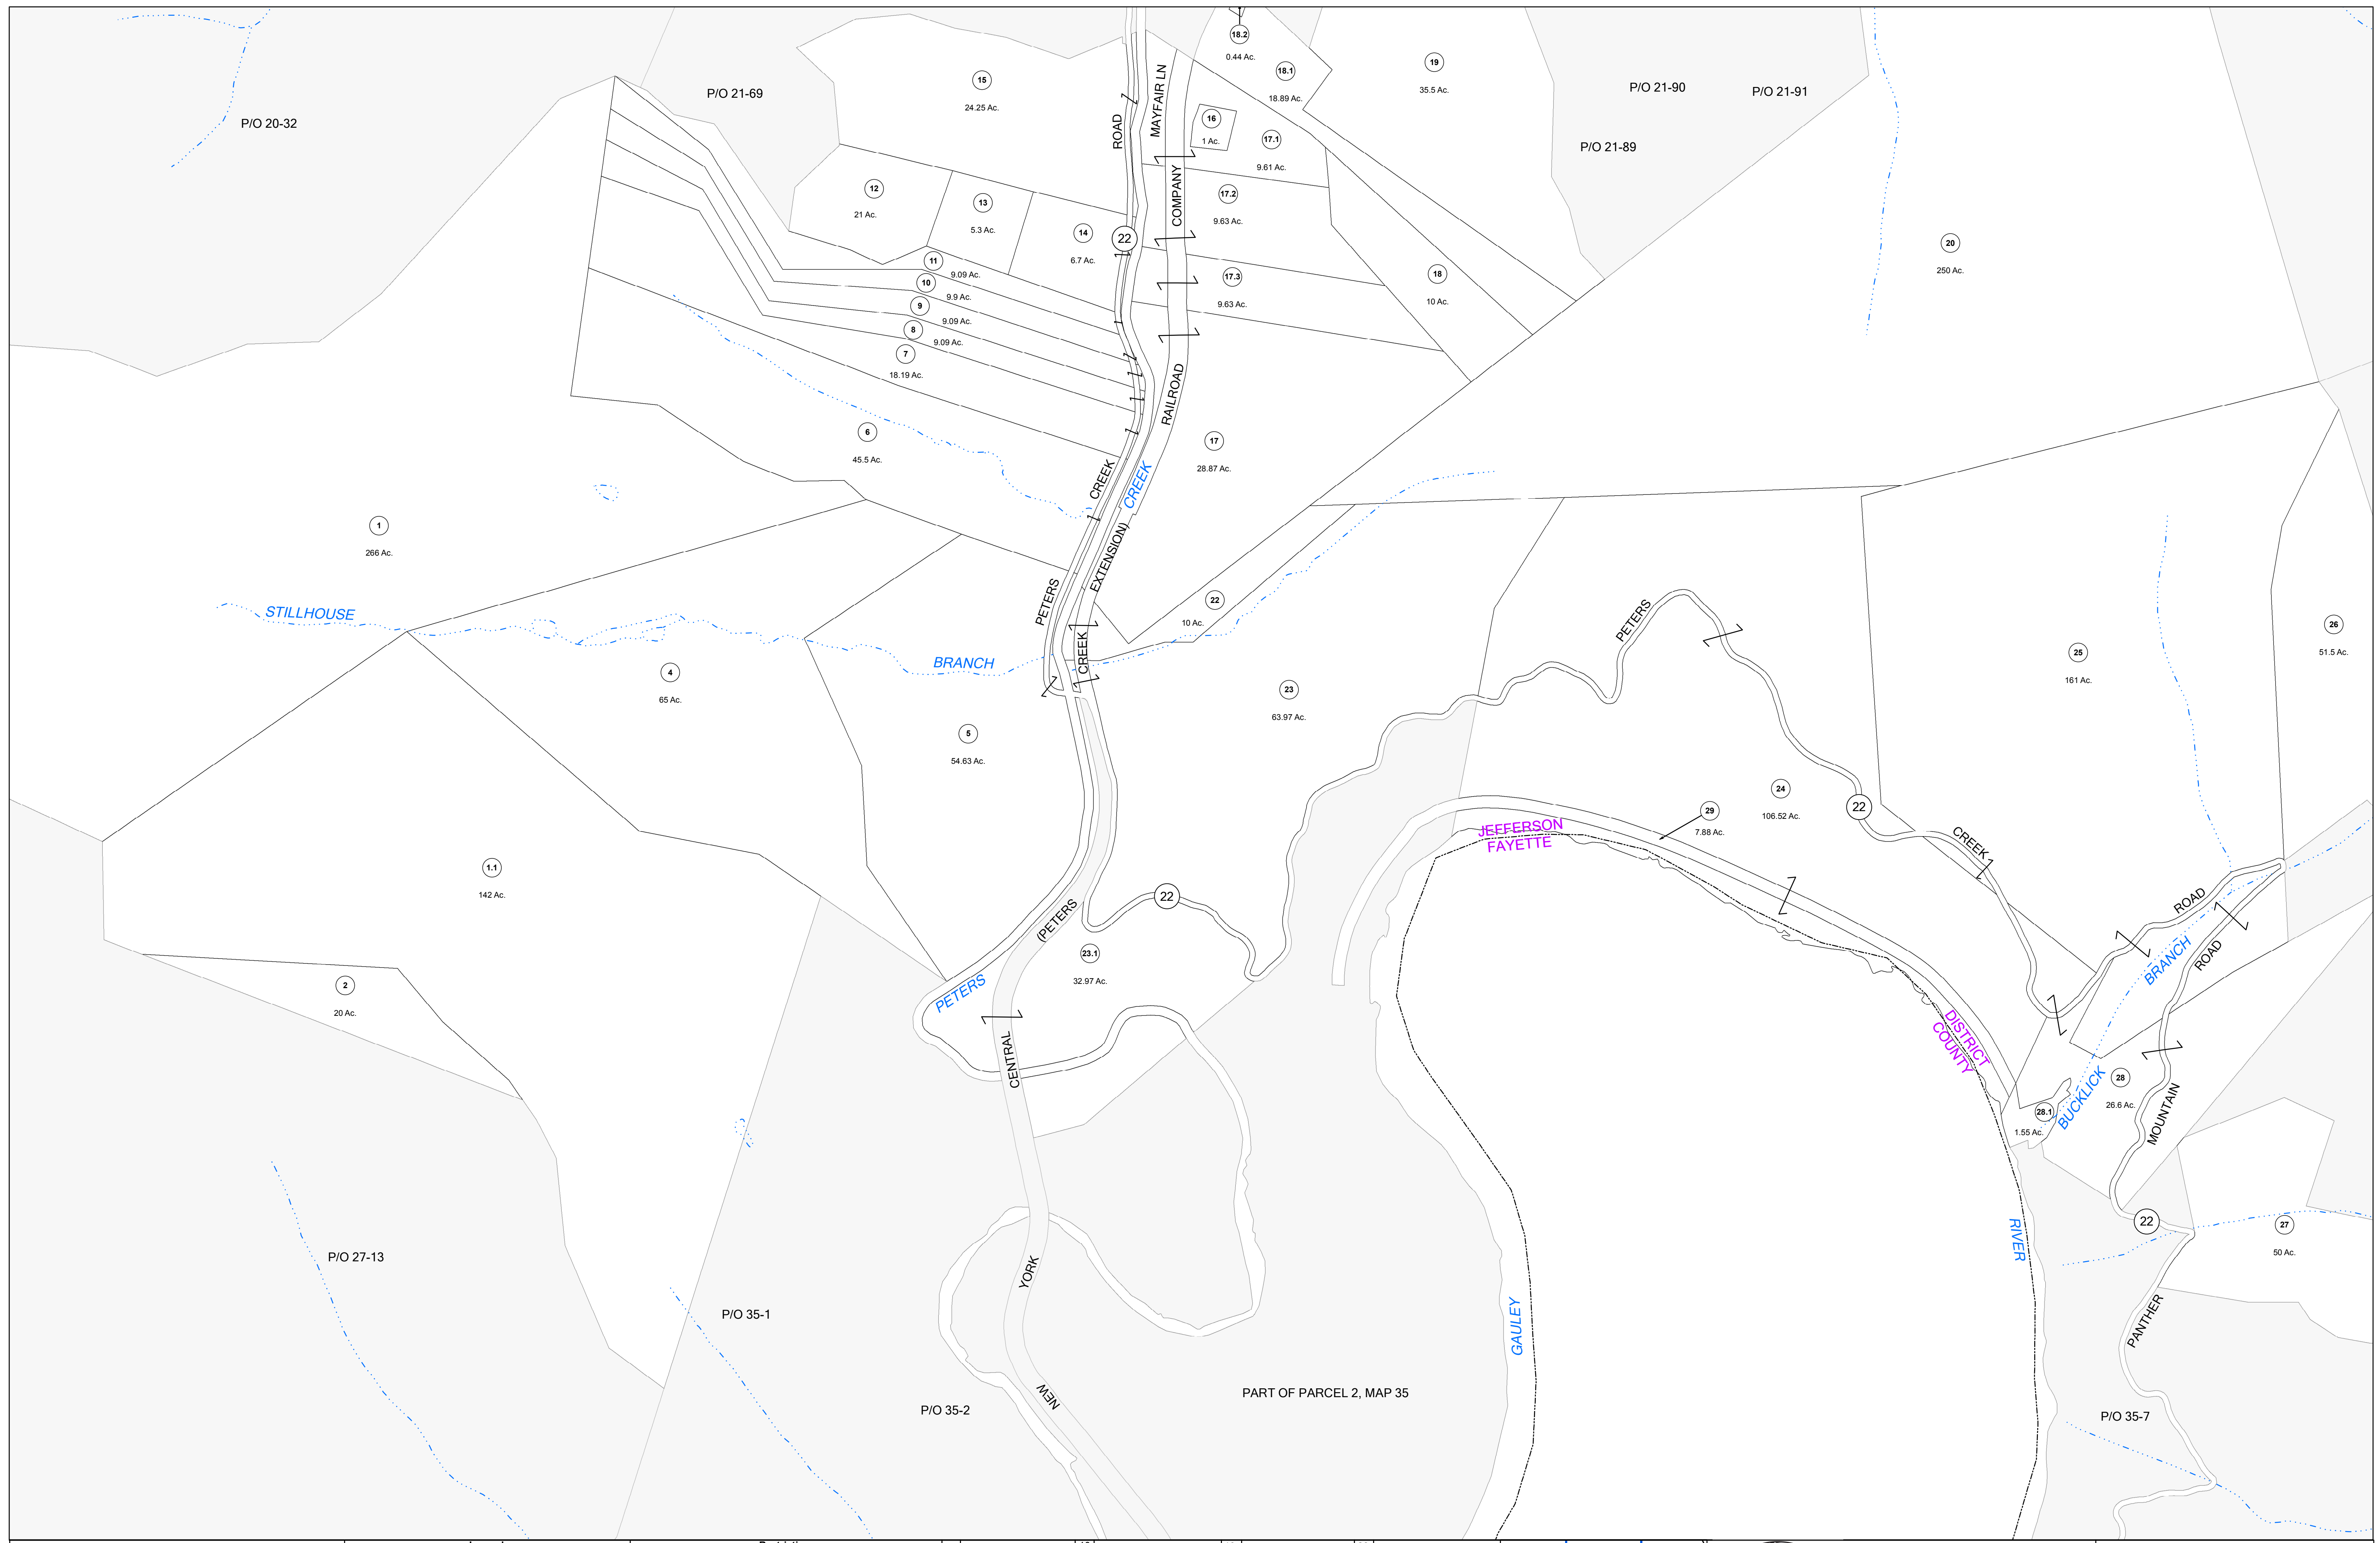 18.2
0.44 Ac.
18.1
18.89 Ac.
19
35.5 Ac.
15
24.25 Ac.
P/O 21-69
P/O 20-32
P/O 21-90
P/O 21-91
P/O 21-89
ROAD
MAYFAIR LN
16
1 Ac.
17.1
9.61 Ac.
COMPANY
17.2
9.63 Ac.
12
21 Ac.
13
5.3 Ac.
14
6.7 Ac.
22
20
250 Ac.
11
9.09 Ac.
10
9.9 Ac.
9
9.09 Ac.
8
9.09 Ac.
7
18.19 Ac.
17.3
9.63 Ac.
18
10 Ac.
RAILROAD
6
45.5 Ac.
17
28.87 Ac.
CREEK
CREEK
EXTENSION)
1
266 Ac.
STILLHOUSE
PETERS
22
10 Ac.
PETERS
26
51.5 Ac.
25
161 Ac.
CREEK
BRANCH
4
65 Ac.
23
63.97 Ac.
5
54.63 Ac.
24
106.52 Ac.
22
29
7.88 Ac.
JEFFERSON
FAYETTE
CREEK
1.1
142 Ac.
22
ROAD
(PETERS
23.1
32.97 Ac.
BRANCH
ROAD
2
20 Ac.
PETERS
DISTRICT
COUNTY
CENTRAL
28
26.6 Ac.
28.1
1.55 Ac.
BUCKLICK
MOUNTAIN
22
27
50 Ac.
RIVER
P/O 27-13
YORK
P/O 35-1
GAULEY
PANTHER
NEW
PART OF PARCEL 2, MAP 35
P/O 35-2
P/O 35-7